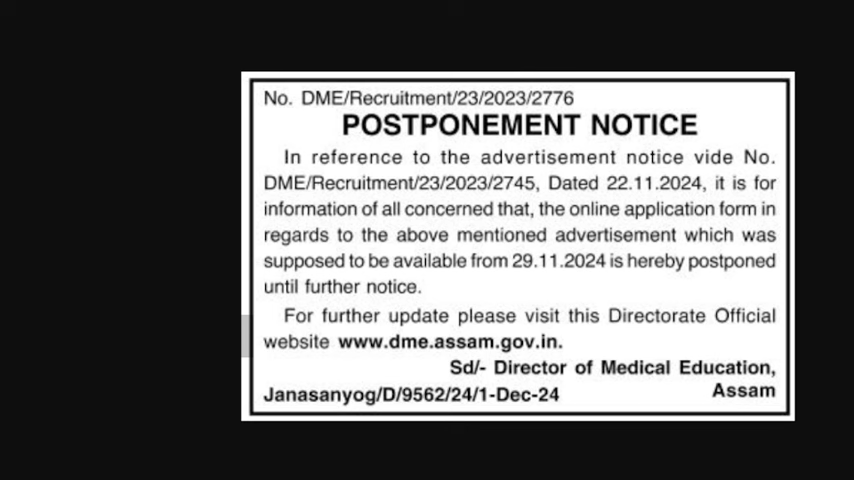 No. DME/Recruitment/23/2023/2776
POSTPONEMENT NOTICE
In reference to the advertisement notice vide No.
DME/Recruitment/23/2023/2745, Dated 22.11.2024, it is for
information of all concerned that, the online application form in
regards to the above mentioned advertisement which was
supposed to be available from 29.11.2024 is hereby postponed
until further notice.
For further update please visit this Directorate Official
website www.dme.assam.gov.in.
Sd/- Director of Medical Education,
Janasanyog/D/9562/24/1-Dec-24 Assam